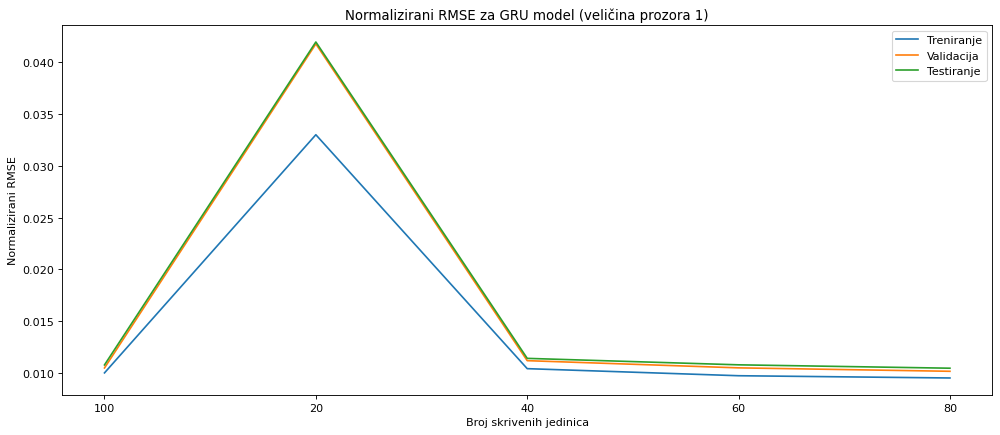 Normalizirani RMSE za GRU model (veličina prozora 1)
Treniranje
Validacija
Testiranje
Normalizirani RMSE
0.040
0.035
0.030
0.025
0.020
0.015
0.010
100 20 40 60 80
Broj skrivenih jedinica